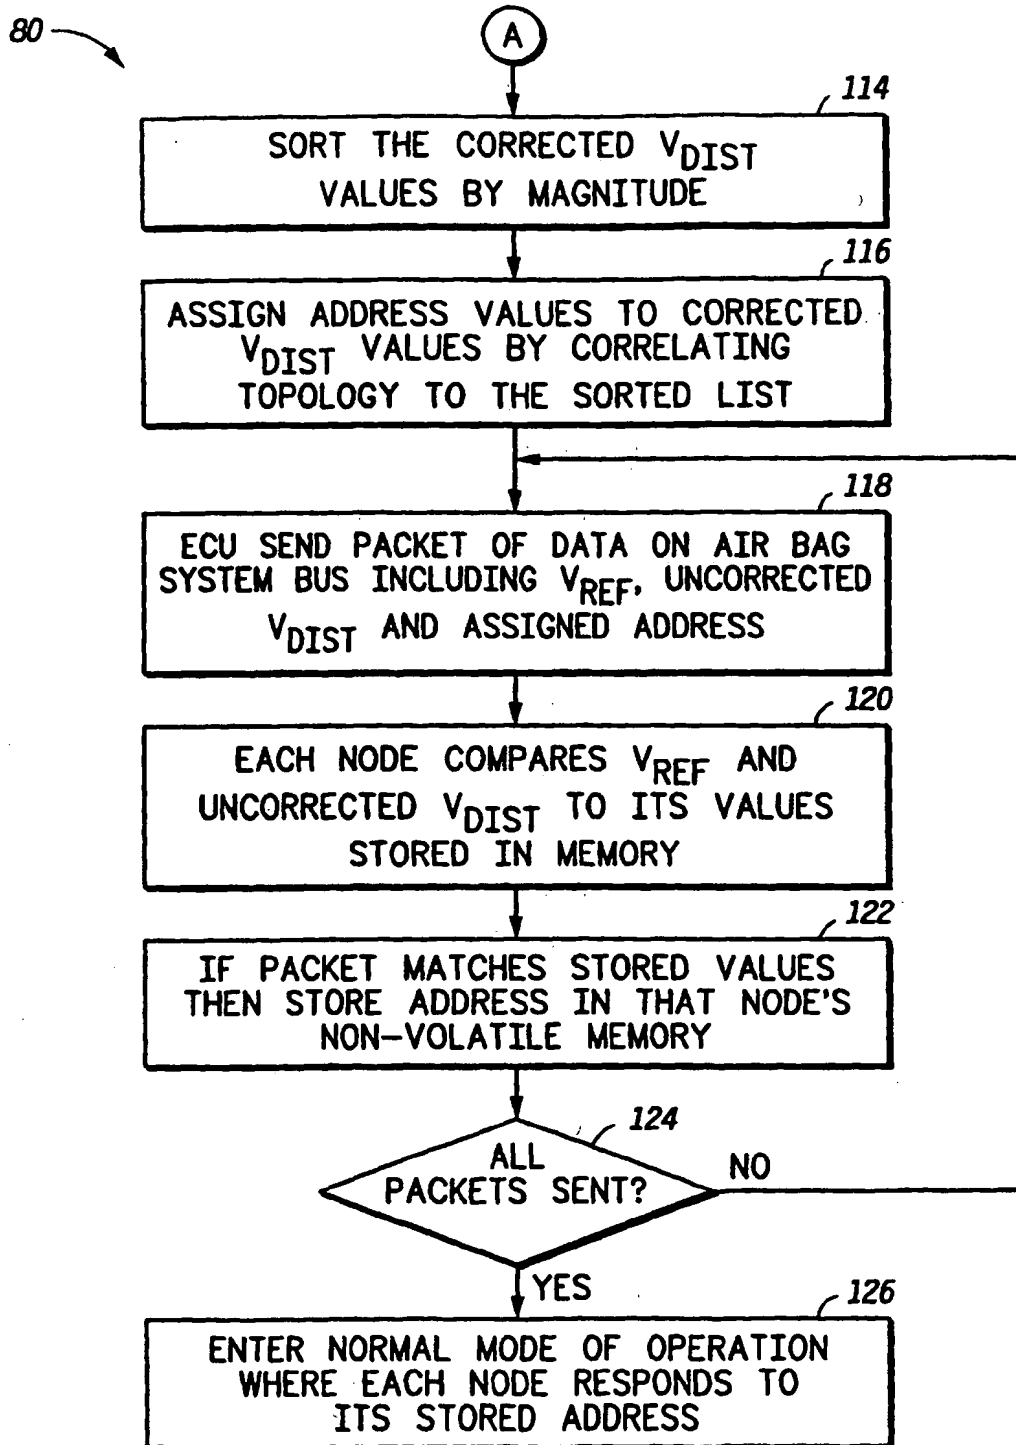 80
A
114
SORT THE CORRECTED VDIST
VALUES BY MAGNITUDE
116
ASSIGN ADDRESS VALUES TO CORRECTED
VDIST VALUES BY CORRELATING
TOPOLOGY TO THE SORTED LIST
118
ECU SEND PACKET OF DATA ON AIR BAG
SYSTEM BUS INCLUDING VREF, UNCORRECTED
VDIST AND ASSIGNED ADDRESS
120
EACH NODE COMPARES VREF AND
UNCORRECTED VDIST TO ITS VALUES
STORED IN MEMORY
122
IF PACKET MATCHES STORED VALUES
THEN STORE ADDRESS IN THAT NODE'S
NON-VOLATILE MEMORY
124
ALL
PACKETS SENT?
NO
YES
126
ENTER NORMAL MODE OF OPERATION
WHERE EACH NODE RESPONDS TO
ITS STORED ADDRESS